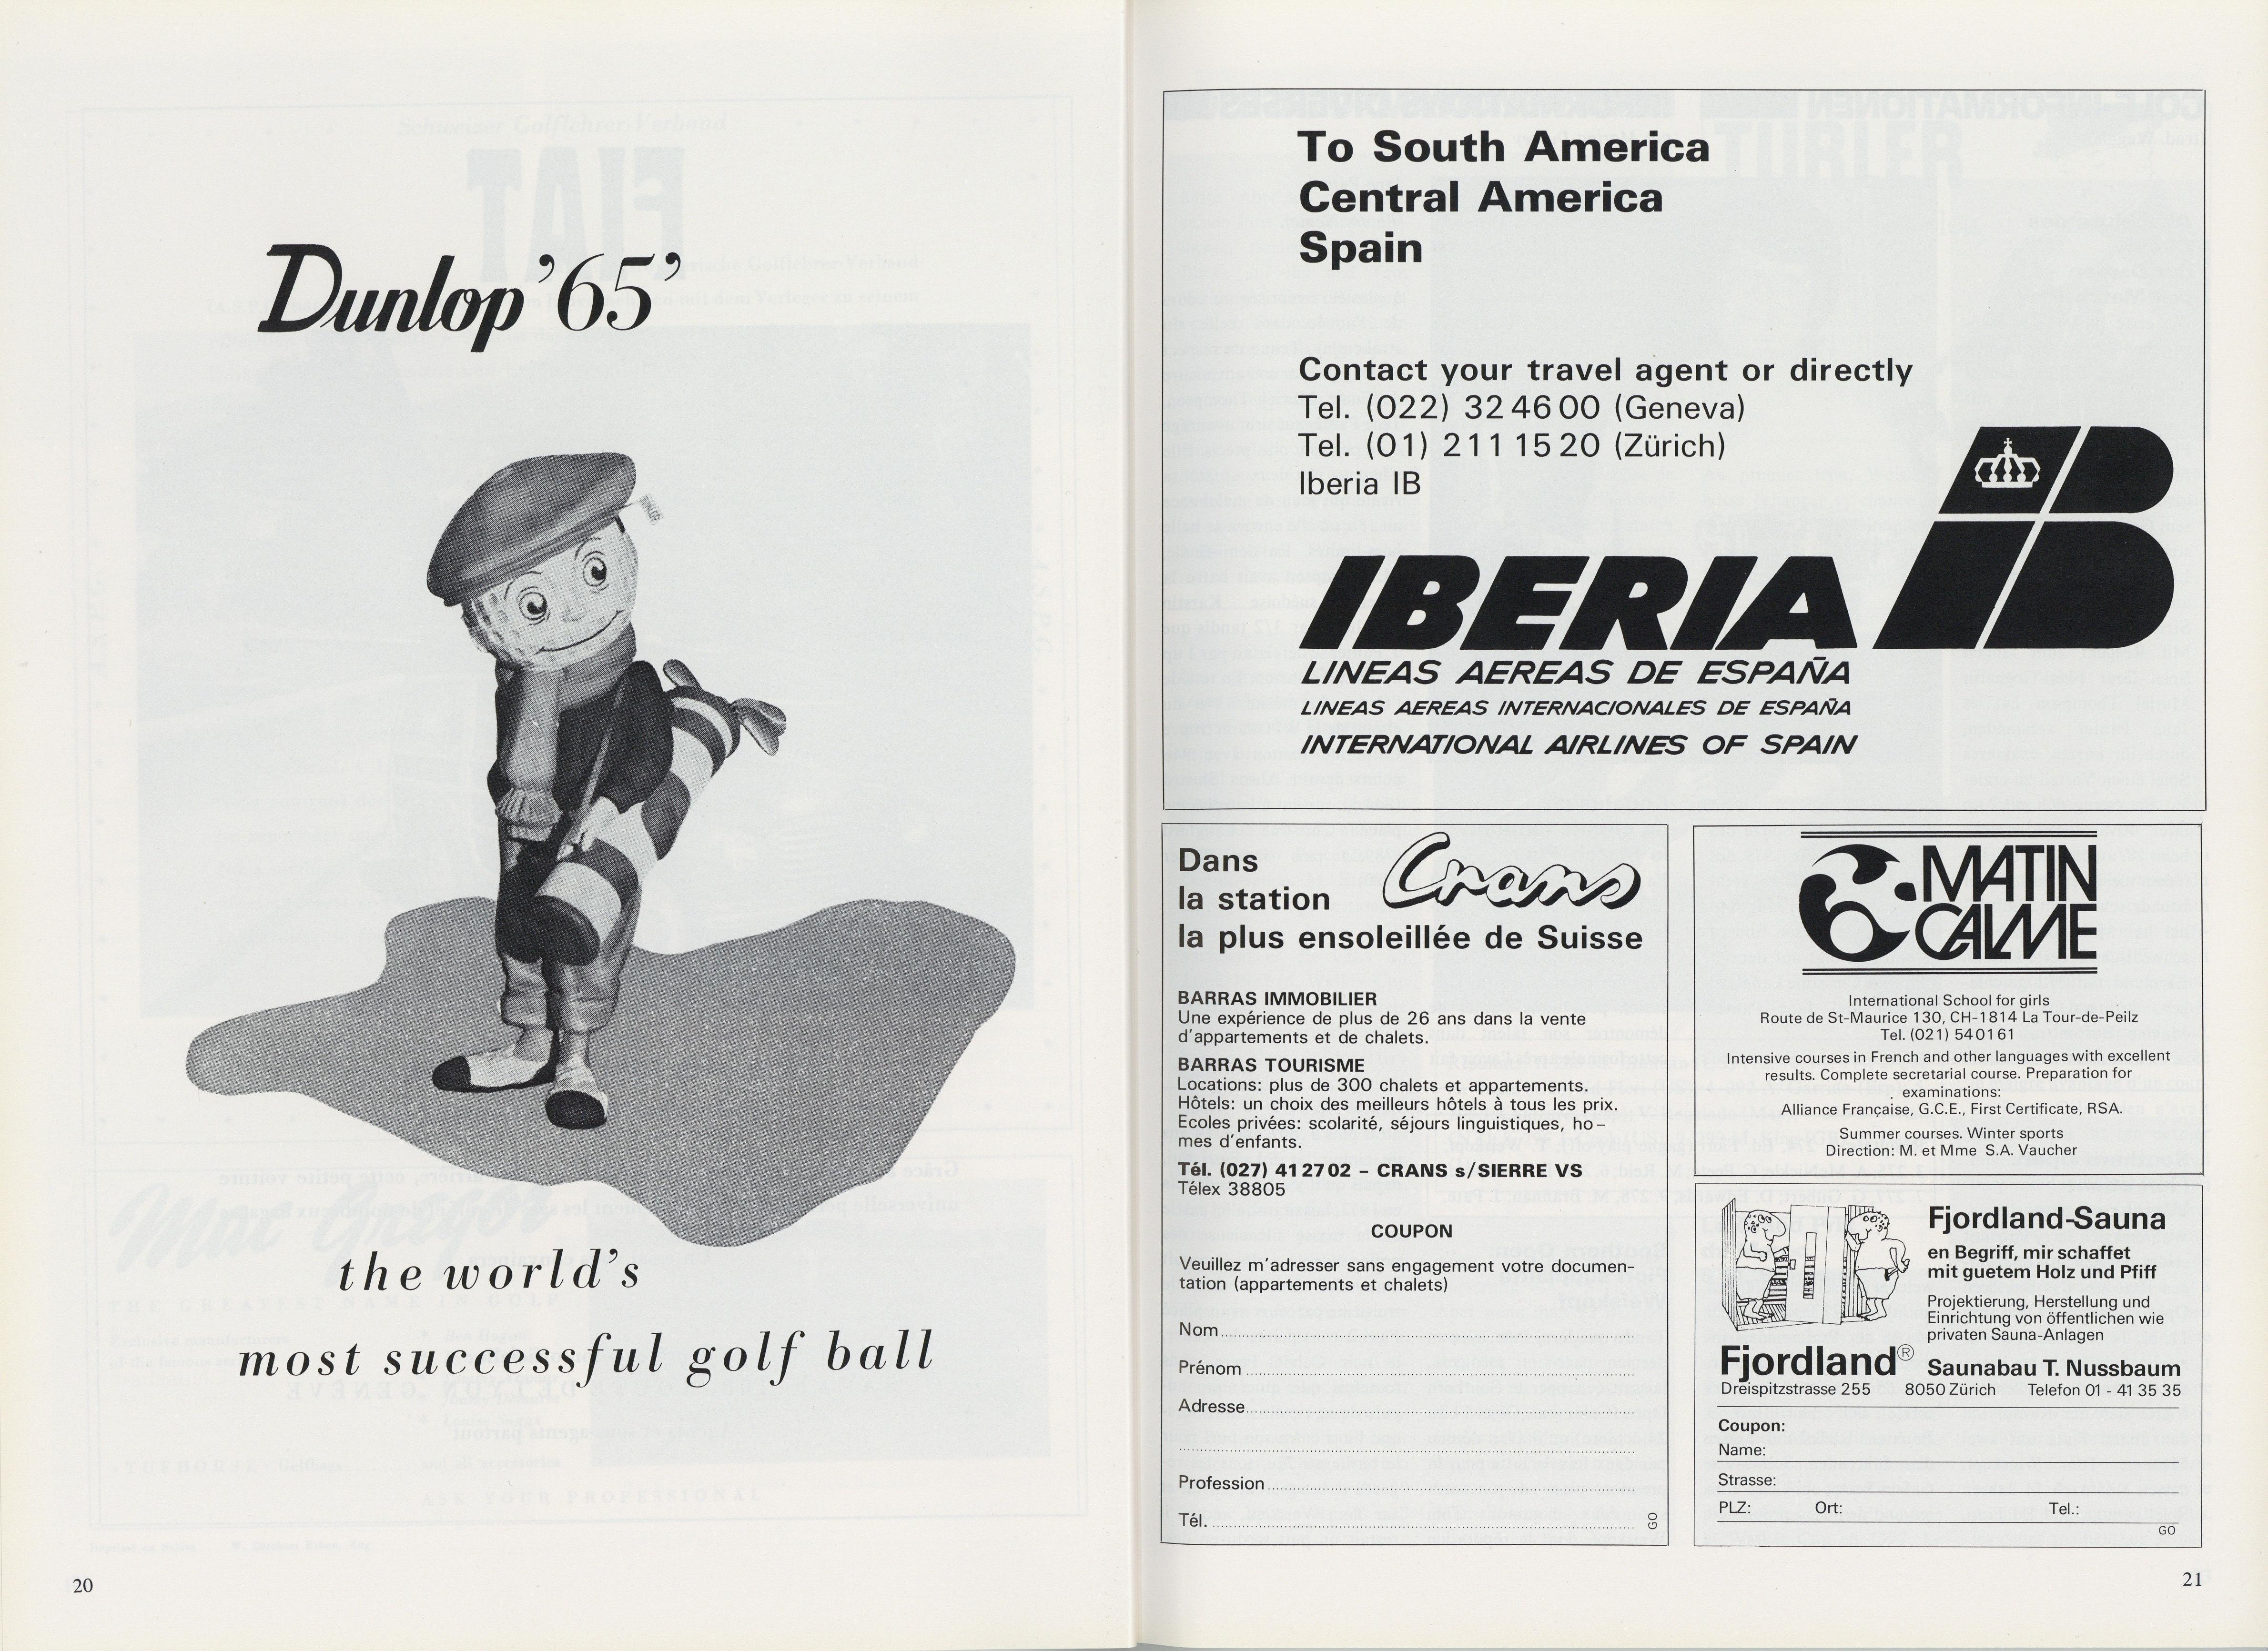 Dunlop '65'
DUNLOP
the world's
most successful golf ball
20
To South America
Central America
Spain
Contact your travel agent or directly
Tel. (022) 32 46 00 (Geneva)
Tel. (01) 211 15 20 (Zürich)
Iberia IB
IBERIA
LINEAS AEREAS DE ESPAÑA
LINEAS AEREAS INTERNACIONALES DE ESPAÑA
INTERNATIONAL AIRLINES OF SPAIN
Dans
la station Crans
la plus ensoleillée de Suisse
BARRAS IMMOBILIER
Une expérience de plus de 26 ans dans la vente
d'appartements et de chalets.
BARRAS TOURISME
Locations: plus de 300 chalets et appartements.
Hôtels: un choix des meilleurs hôtels à tous les prix.
Ecoles privées: scolarité, séjours linguistiques, ho-
mes d'enfants.
Tél. (027) 41 27 02 – CRANS s/SIERRE VS
Télex 38805
COUPON
Veuillez m'adresser sans engagement votre documen-
tation (appartements et chalets)
Nom
Prénom
Adresse
Profession
Tél.
GO
MATIN
CALME
International School for girls
Route de St-Maurice 130, CH-1814 La Tour-de-Peilz
Tel. (021) 54 01 61
Intensive courses in French and other languages with excellent
results. Complete secretarial course. Preparation for
examinations:
Alliance Française, G.C.E., First Certificate, RSA.
Summer courses. Winter sports
Direction: M. et Mme S.A. Vaucher
Fjordland-Sauna
en Begriff, mir schaffet
mit guetem Holz und Pfiff
Projektierung, Herstellung und
Einrichtung von öffentlichen wie
privaten Sauna-Anlagen
Fjordland® Saunabau T. Nussbaum
Dreispitzstrasse 255 8050 Zürich Telefon 01 - 41 35 35
Coupon:
Name:
Strasse:
PLZ: Ort: Tel.:
GO
21